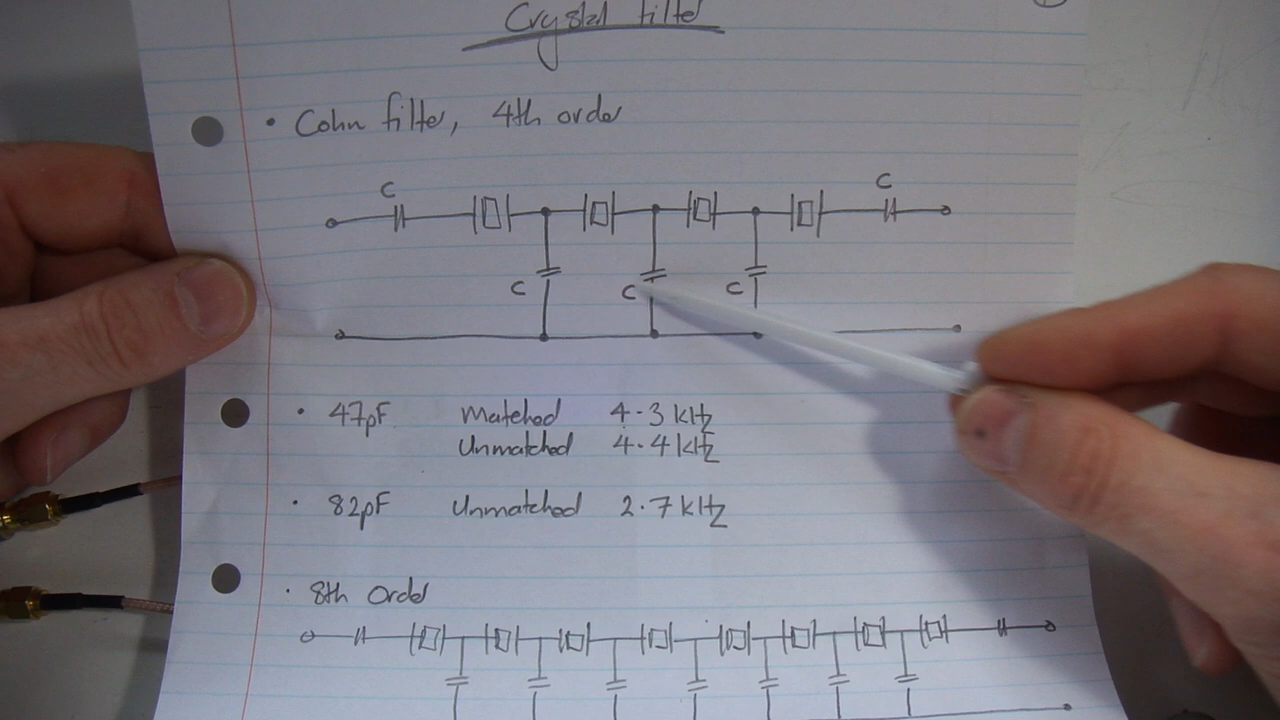 Crystal filter
• Cohn filter, 4th order
C C
C C C
• 47pF Matched 4.3 kHz
Unmatched 4.4 kHz
• 82pF Unmatched 2.7 kHz
• 8th Order